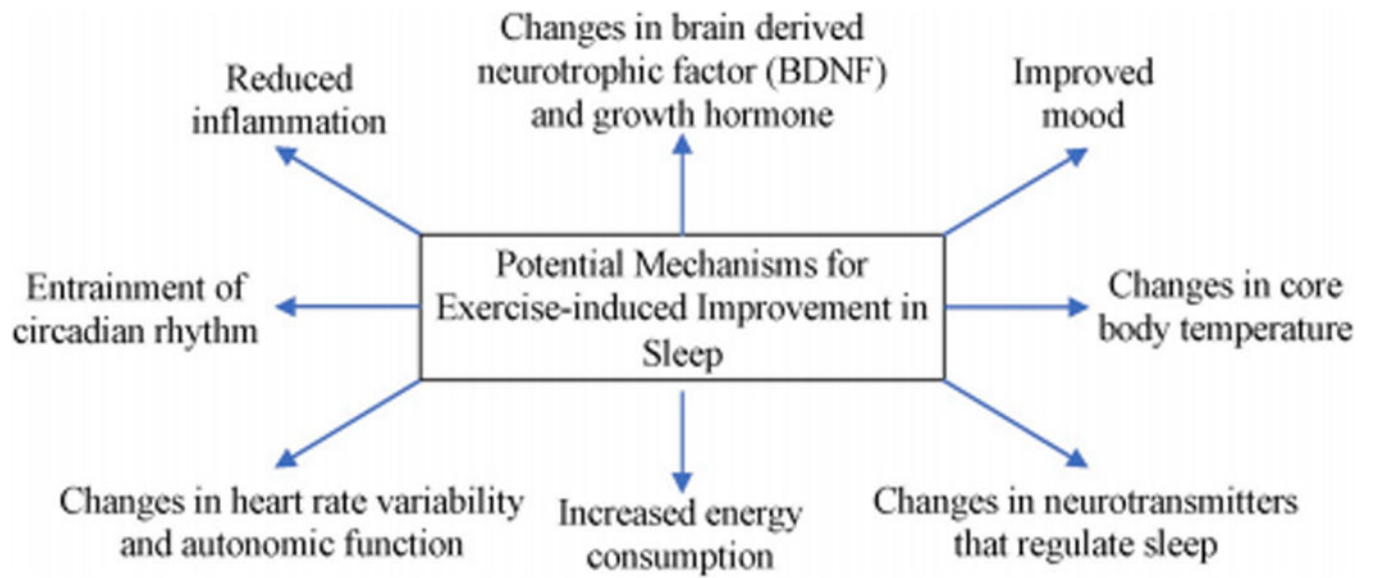 Changes in brain derived
neurotrophic factor (BDNF)
and growth hormone
Reduced
inflammation
Improved
mood
Potential Mechanisms for
Exercise-induced Improvement in
Sleep
Entrainment of
circadian rhythm
Changes in core
body temperature
Changes in heart rate variability
and autonomic function
Increased energy
consumption
Changes in neurotransmitters
that regulate sleep